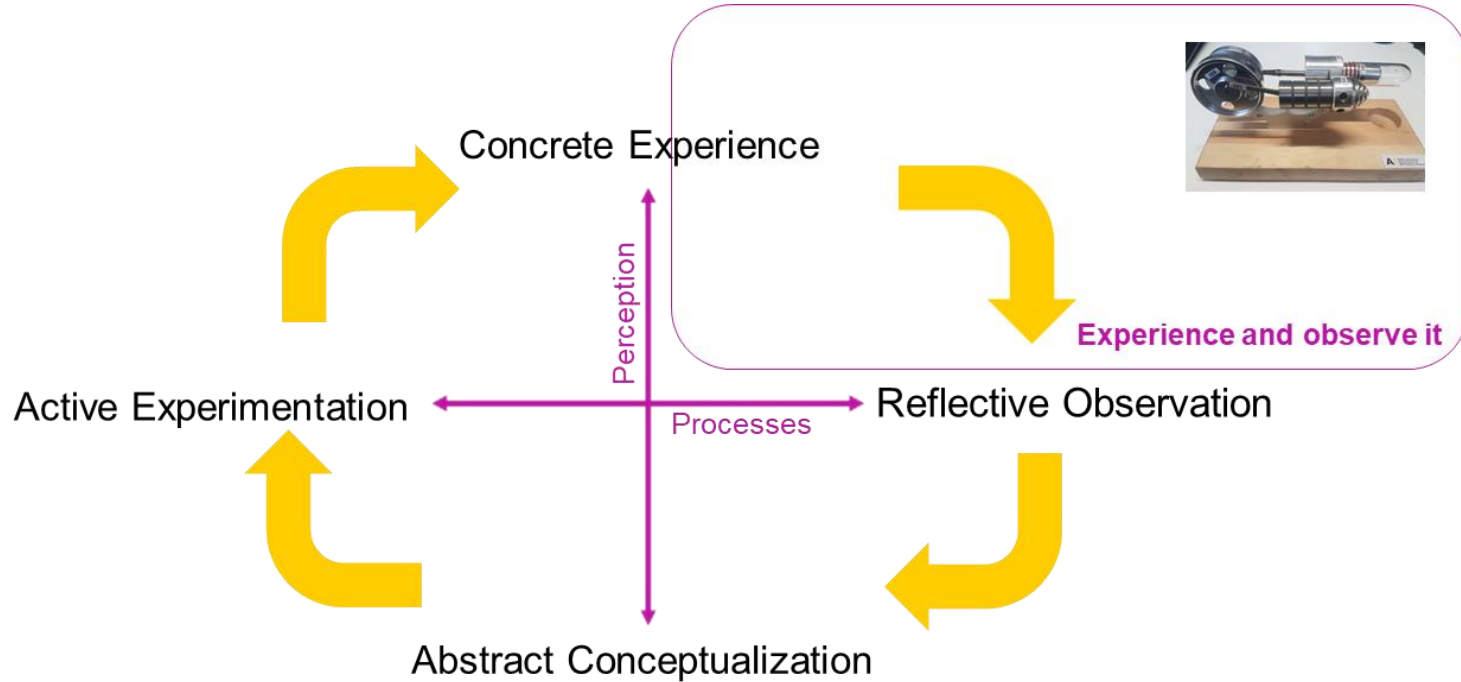 Concrete Experience
Perception
Experience and observe it
Active Experimentation
Reflective Observation
Processes
Abstract Conceptualization